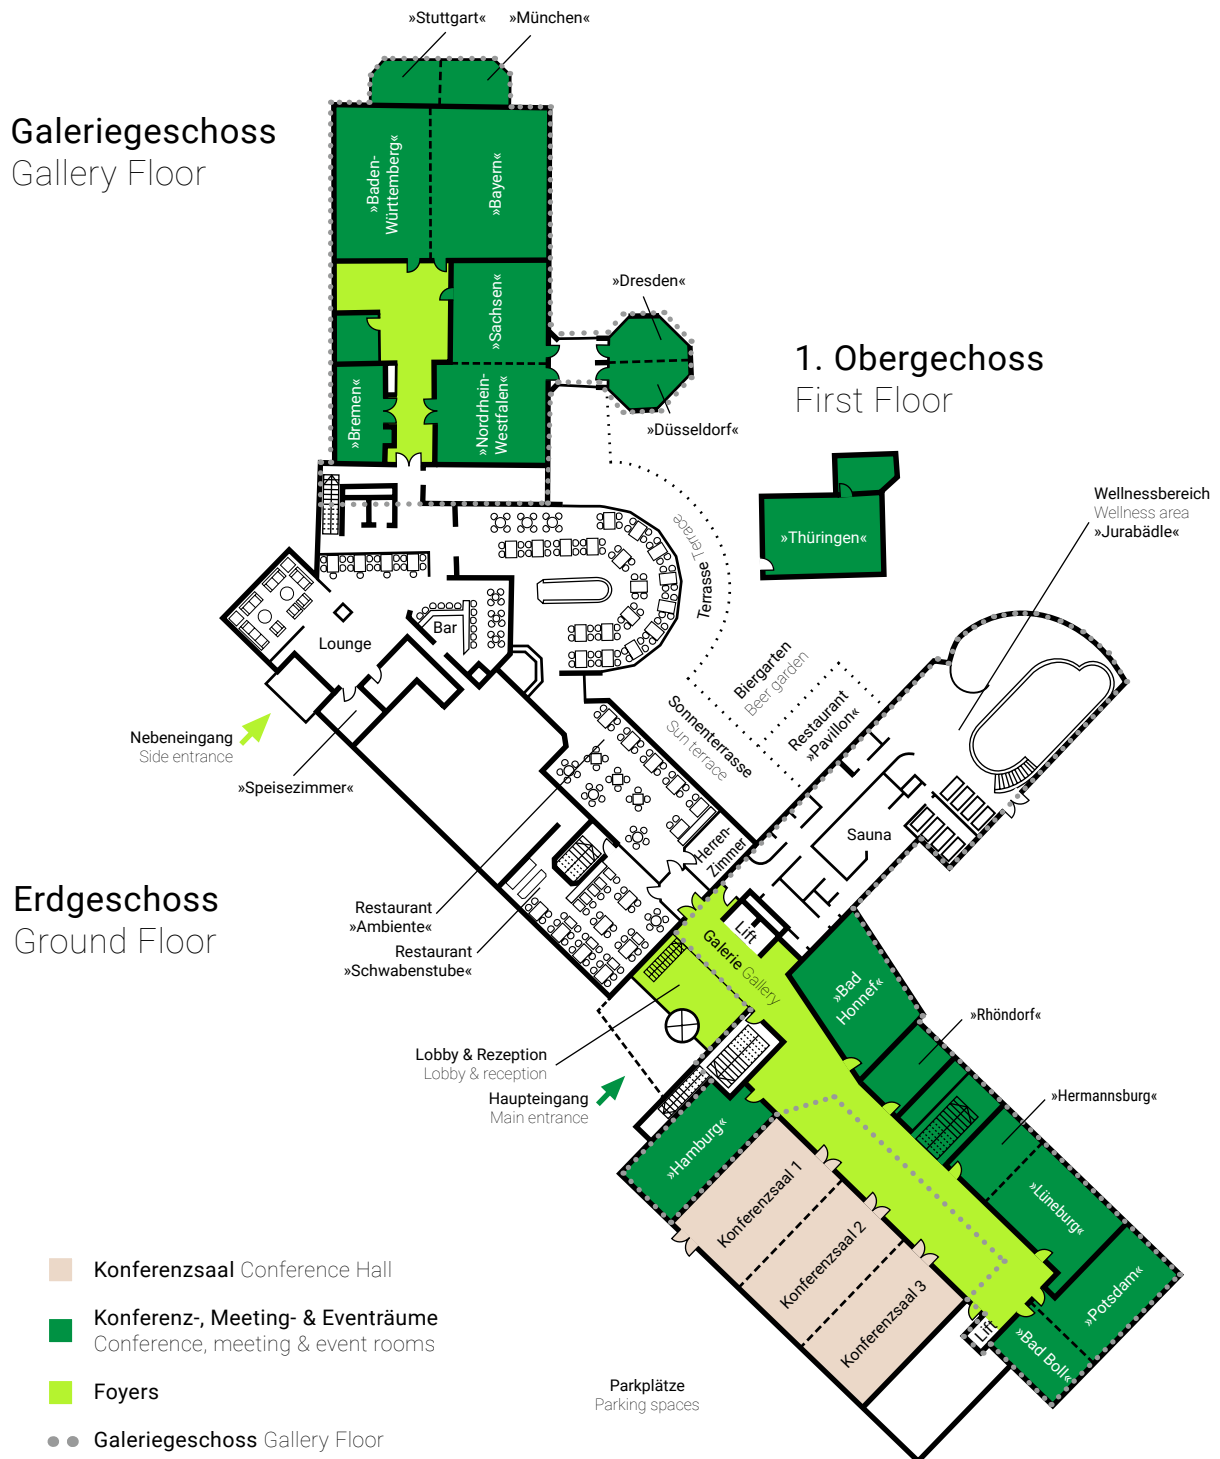 »Stuttgart«
»München«
Galeriegeschoss
Gallery Floor
»Baden-
Württemberg«
»Bayern«
»Sachsen«
»Dresden«
»Bremen«
»Nordrhein-
Westfalen«
»Düsseldorf«
1. Obergechoss
First Floor
»Thüringen«
Wellnessbereich
Wellness area
»Jurabädle«
Terrasse Terrace
Lounge
Bar
Biergarten
Beer garden
Sonnenterrasse
Sun terrace
Restaurant
»Pavillon«
Nebeneingang
Side entrance
»Speisezimmer«
Herren-
Zimmer
Sauna
Erdgeschoss
Ground Floor
Restaurant
»Ambiente«
Restaurant
»Schwabenstube«
Lift
Galerie Gallery
»Bad
Honnef«
»Rhöndorf«
Lobby & Rezeption
Lobby & reception
Haupteingang
Main entrance
»Hermannsburg«
»Hamburg«
Konferenzsaal 1
Konferenzsaal 2
Konferenzsaal 3
»Lüneburg«
»Potsdam«
»Bad Boll«
Lift
Konferenzsaal Conference Hall
Konferenz-, Meeting- & Eventräume
Conference, meeting & event rooms
Foyers
Galeriegeschoss Gallery Floor
Parkplätze
Parking spaces